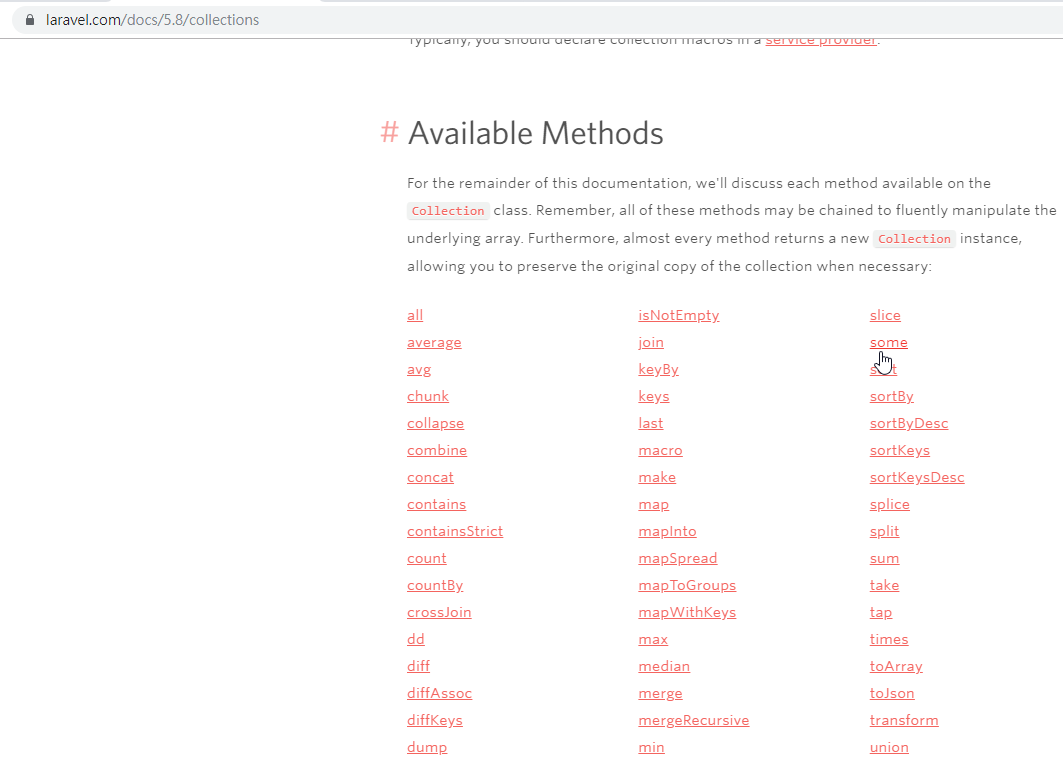 laravel.com/docs/5.8/collections
Typically, you should declare collection macros in a service provider.
# Available Methods
For the remainder of this documentation, we'll discuss each method available on the
Collection class. Remember, all of these methods may be chained to fluently manipulate the
underlying array. Furthermore, almost every method returns a new Collection instance,
allowing you to preserve the original copy of the collection when necessary:
all
average
avg
chunk
collapse
combine
concat
contains
containsStrict
count
countBy
crossJoin
dd
diff
diffAssoc
diffKeys
dump
isNotEmpty
join
keyBy
keys
last
macro
make
map
mapInto
mapSpread
mapToGroups
mapWithKeys
max
median
merge
mergeRecursive
min
slice
some
sort
sortBy
sortByDesc
sortKeys
sortKeysDesc
splice
split
sum
take
tap
times
toArray
toJson
transform
union